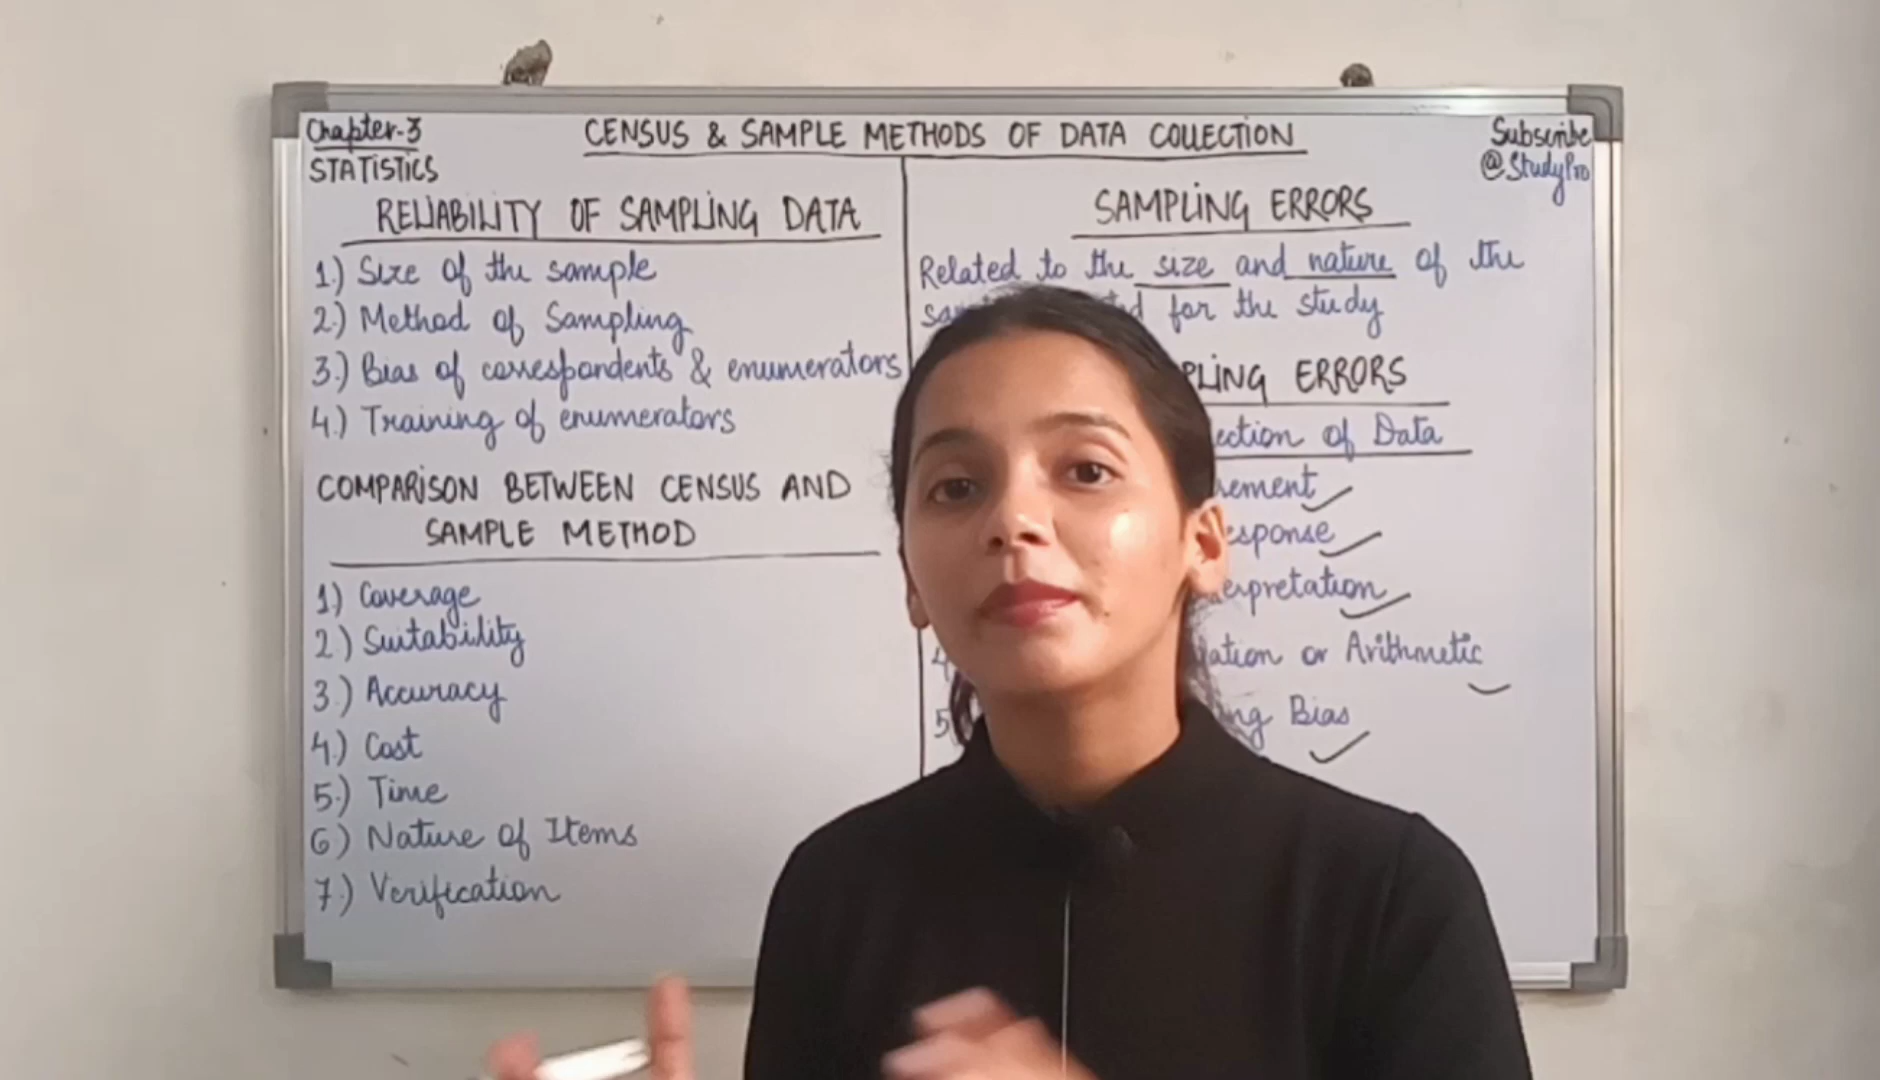 Chapter-3
STATISTICS
CENSUS & SAMPLE METHODS OF DATA COLLECTION
Subscribe
@StudyPro
RELIABILITY OF SAMPLING DATA
1.) Size of the sample
2.) Method of Sampling
3.) Bias of correspondents & enumerators
4.) Training of enumerators
COMPARISON BETWEEN CENSUS AND
SAMPLE METHOD
1.) Coverage
2.) Suitability
3.) Accuracy
4.) Cost
5.) Time
6) Nature of Items
7.) Verification
SAMPLING ERRORS
Related to the size and nature of the
for the study
ERRORS
of Data
or Arithmetic
Bias